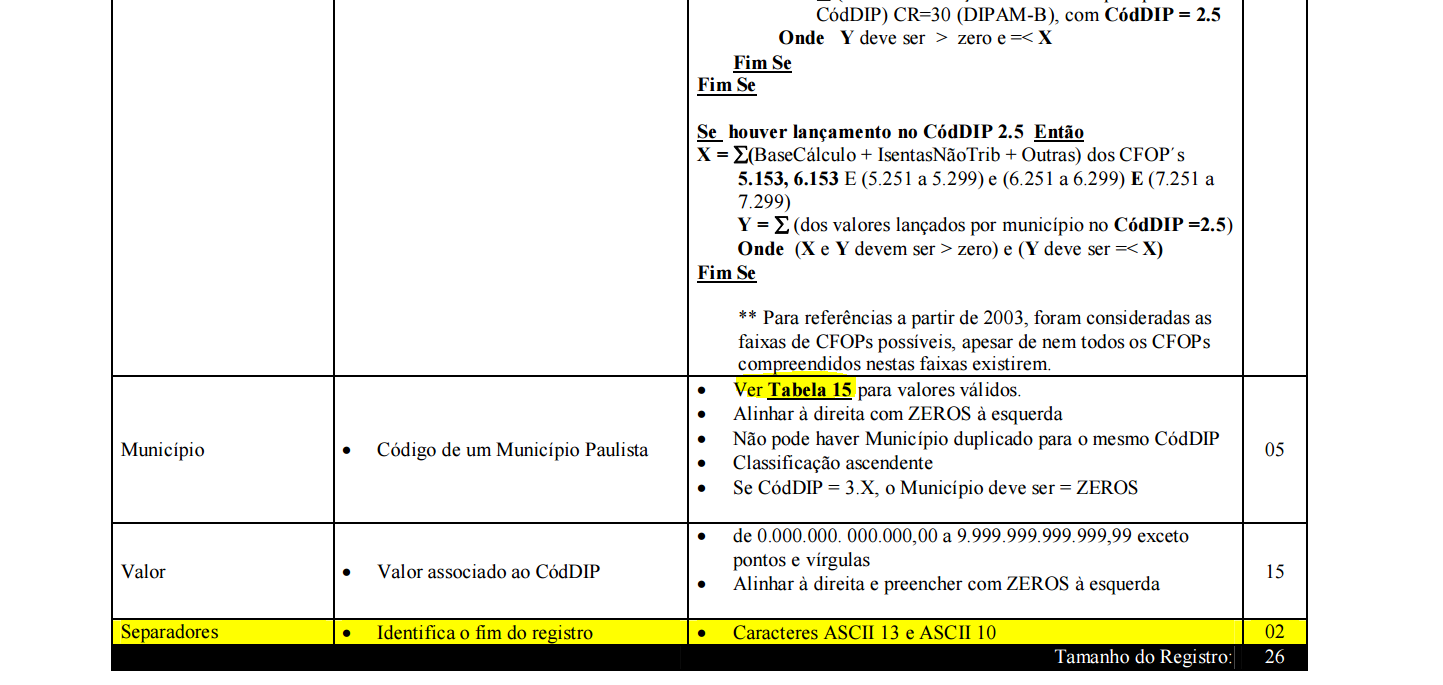 CódDIP) CR=30 (DIPAM-B), com CódDIP = 2.5
Onde Y deve ser > zero e =< X
Fim Se
Fim Se
Se houver lançamento no CódDIP 2.5 Então
X = Σ(BaseCálculo + IsentasNãoTrib + Outras) dos CFOP´s
5.153, 6.153 E (5.251 a 5.299) e (6.251 a 6.299) E (7.251 a
7.299)
Y = Σ (dos valores lançados por município no CódDIP =2.5)
Onde (X e Y devem ser > zero) e (Y deve ser =< X)
Fim Se
** Para referências a partir de 2003, foram consideradas as
faixas de CFOPs possíveis, apesar de nem todos os CFOPs
compreendidos nestas faixas existirem.
Município
• Código de um Município Paulista
• Ver Tabela 15 para valores válidos.
• Alinhar à direita com ZEROS à esquerda
• Não pode haver Município duplicado para o mesmo CódDIP
• Classificação ascendente
• Se CódDIP = 3.X, o Município deve ser = ZEROS
05
Valor
• Valor associado ao CódDIP
• de 0.000.000. 000.000,00 a 9.999.999.999.999,99 exceto
pontos e vírgulas
• Alinhar à direita e preencher com ZEROS à esquerda
15
Separadores
• Identifica o fim do registro
• Caracteres ASCII 13 e ASCII 10
02
Tamanho do Registro:
26